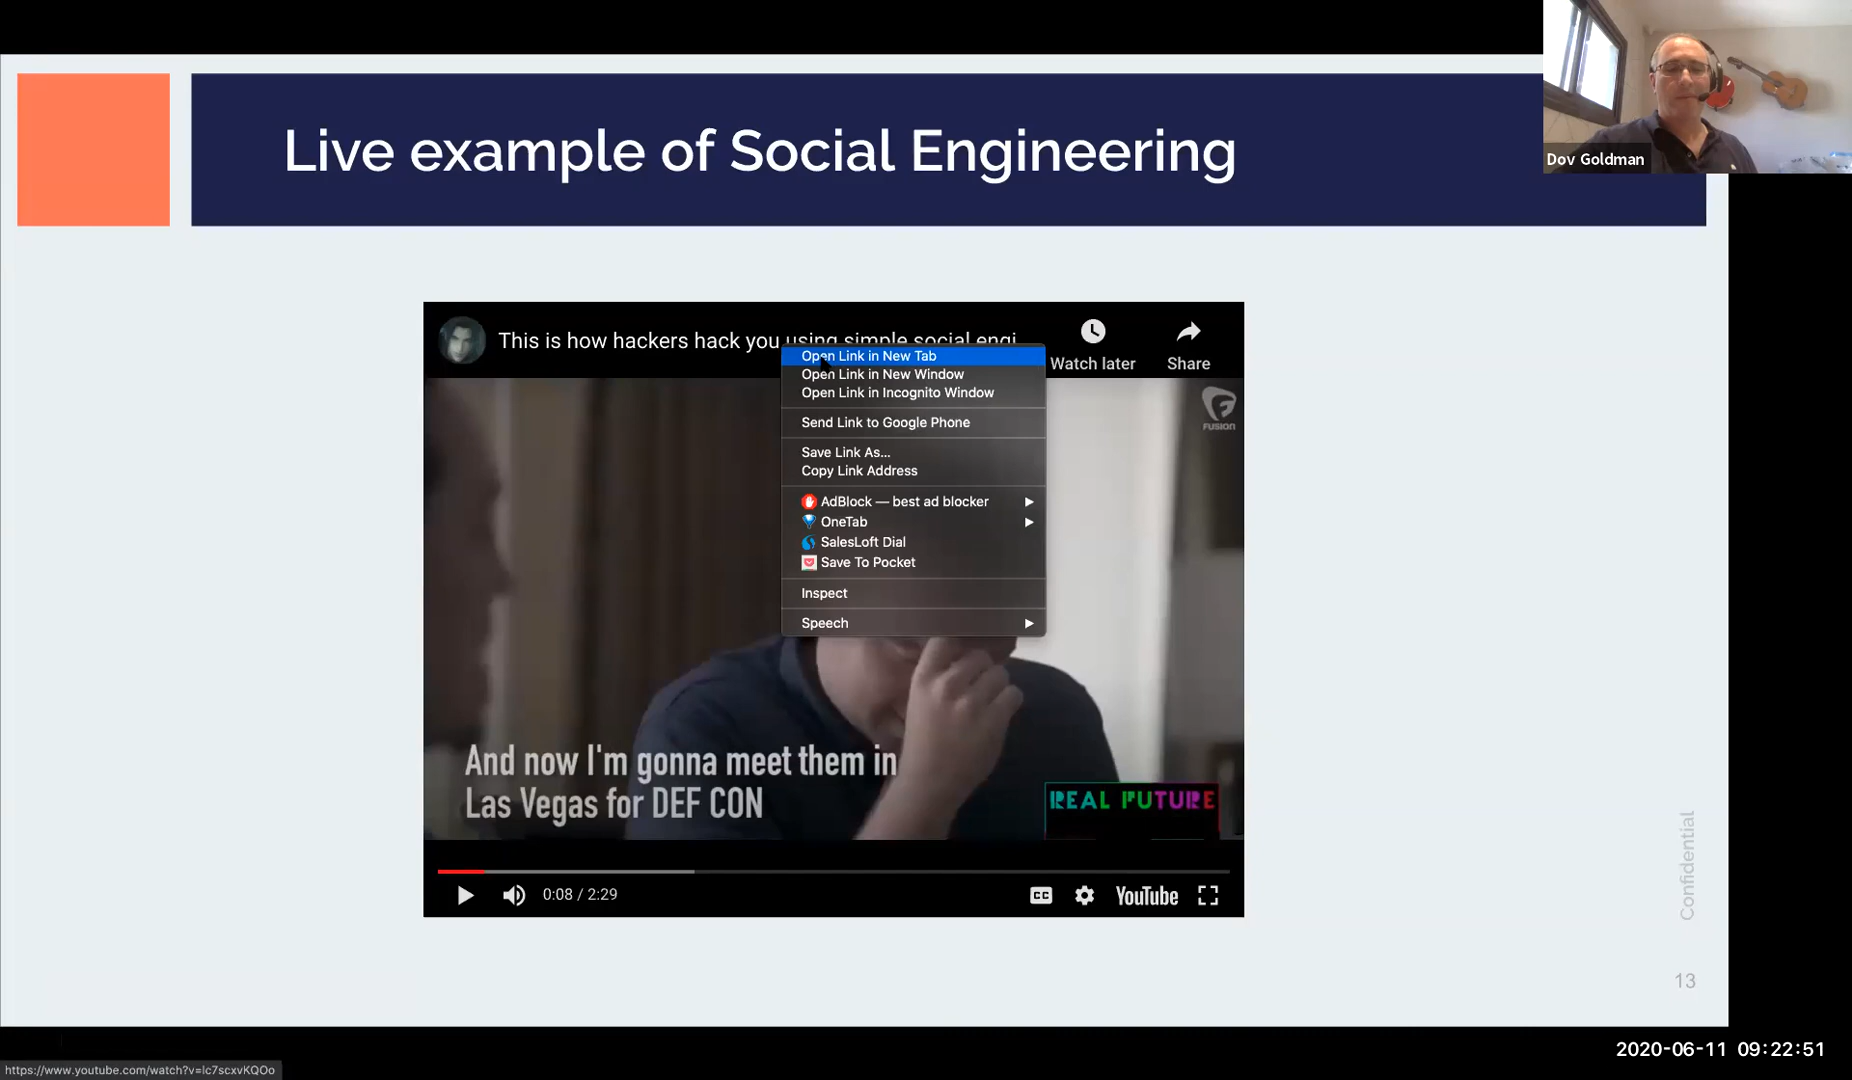 Live example of Social Engineering
Dov Goldman
This is how hackers hack you using simple social engi
Watch later
Share
FUSION
Open Link in New Tab
Open Link in New Window
Open Link in Incognito Window
Send Link to Google Phone
Save Link As...
Copy Link Address
AdBlock — best ad blocker
OneTab
SalesLoft Dial
Save To Pocket
Inspect
Speech
And now I'm gonna meet them in
Las Vegas for DEF CON
REAL FUTURE
0:08 / 2:29
CC
YouTube
Confidential
13
2020-06-11 09:22:51
https://www.youtube.com/watch?v=lc7scxvKQOo